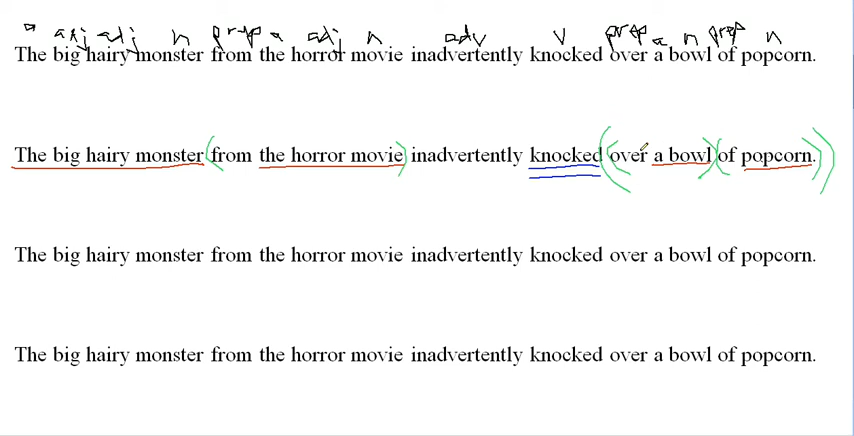 a adj adj n prep a adj n adv v prep a n prep n
The big hairy monster from the horror movie inadvertently knocked over a bowl of popcorn.
The big hairy monster (from the horror movie) inadvertently knocked ((over a bowl)(of popcorn.))
The big hairy monster from the horror movie inadvertently knocked over a bowl of popcorn.
The big hairy monster from the horror movie inadvertently knocked over a bowl of popcorn.